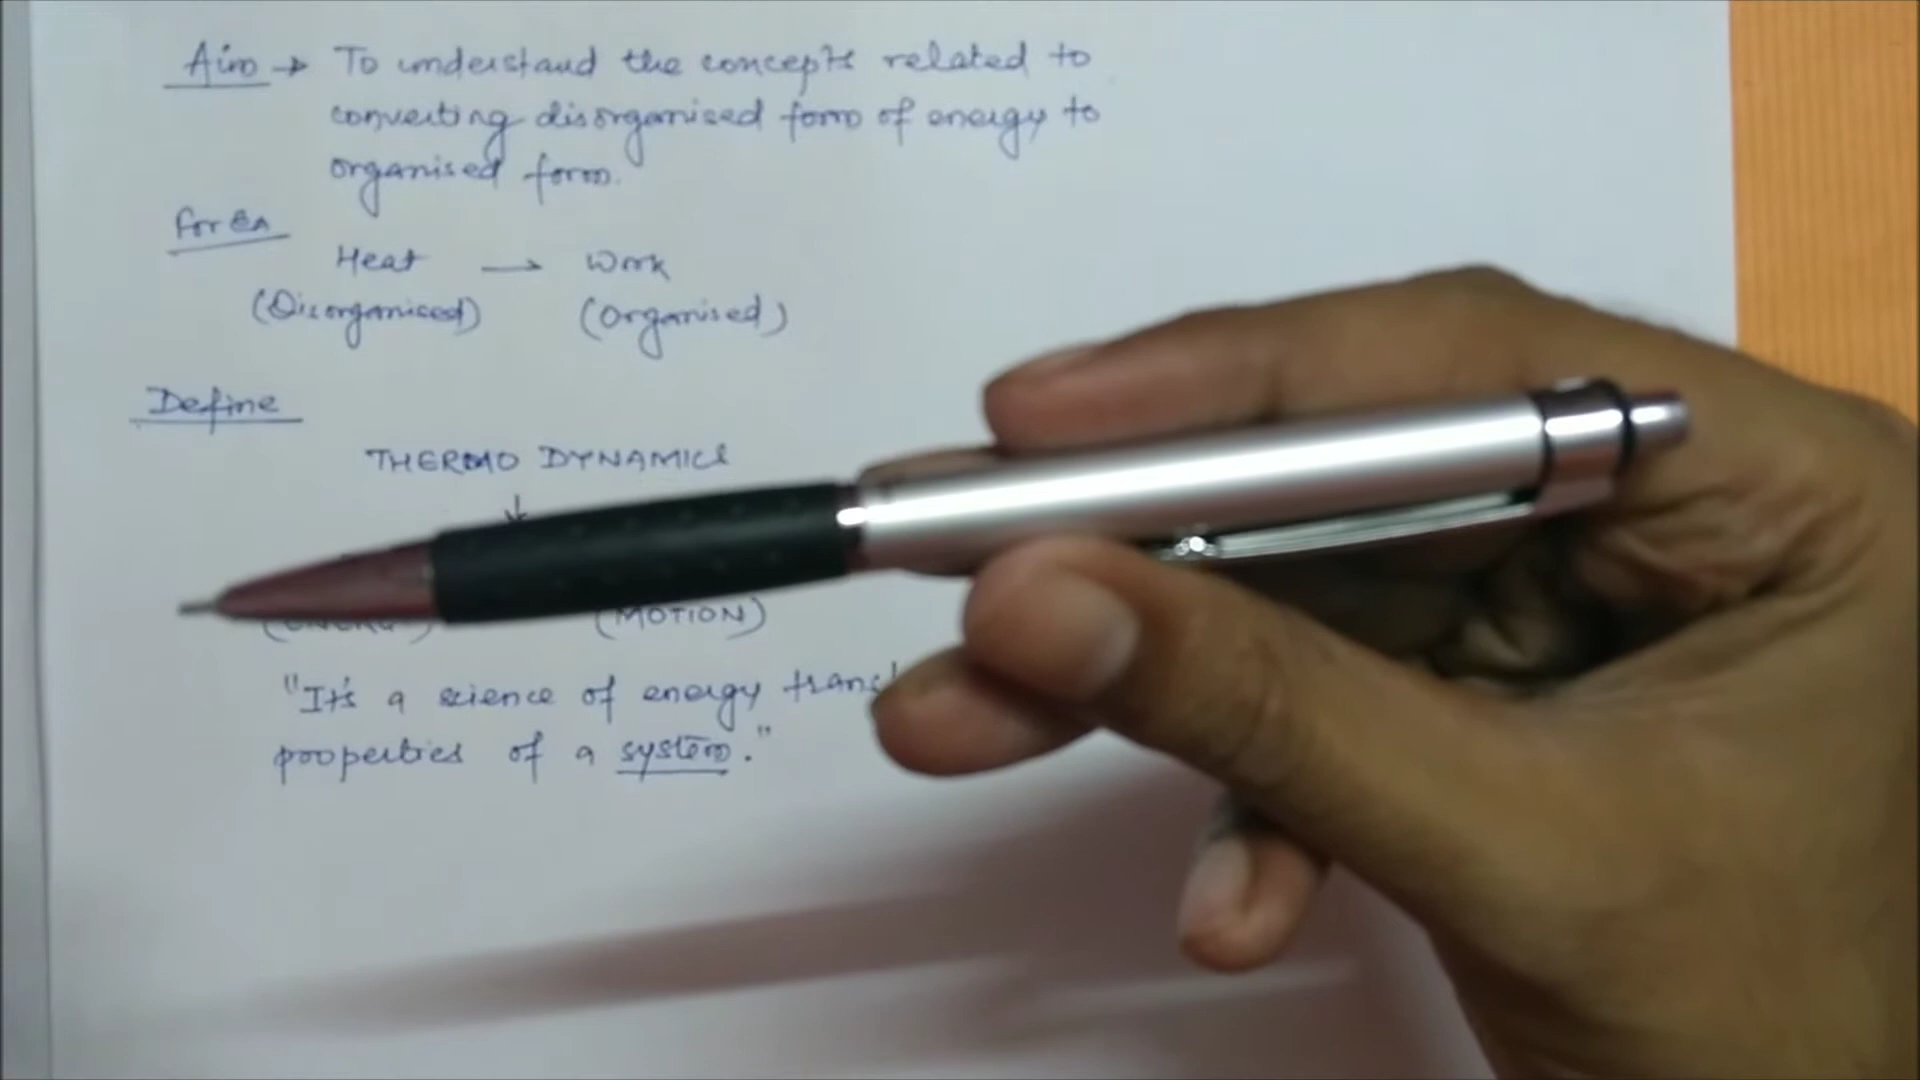 Aim → To understand the concepts related to
converting disorganised form of energy to
organised form.
For Ex
Heat → Work
(Disorganised) (Organised)
Define
THERMO DYNAMICS
↓
(MOTION)
"It's a science of energy
properties of a system."